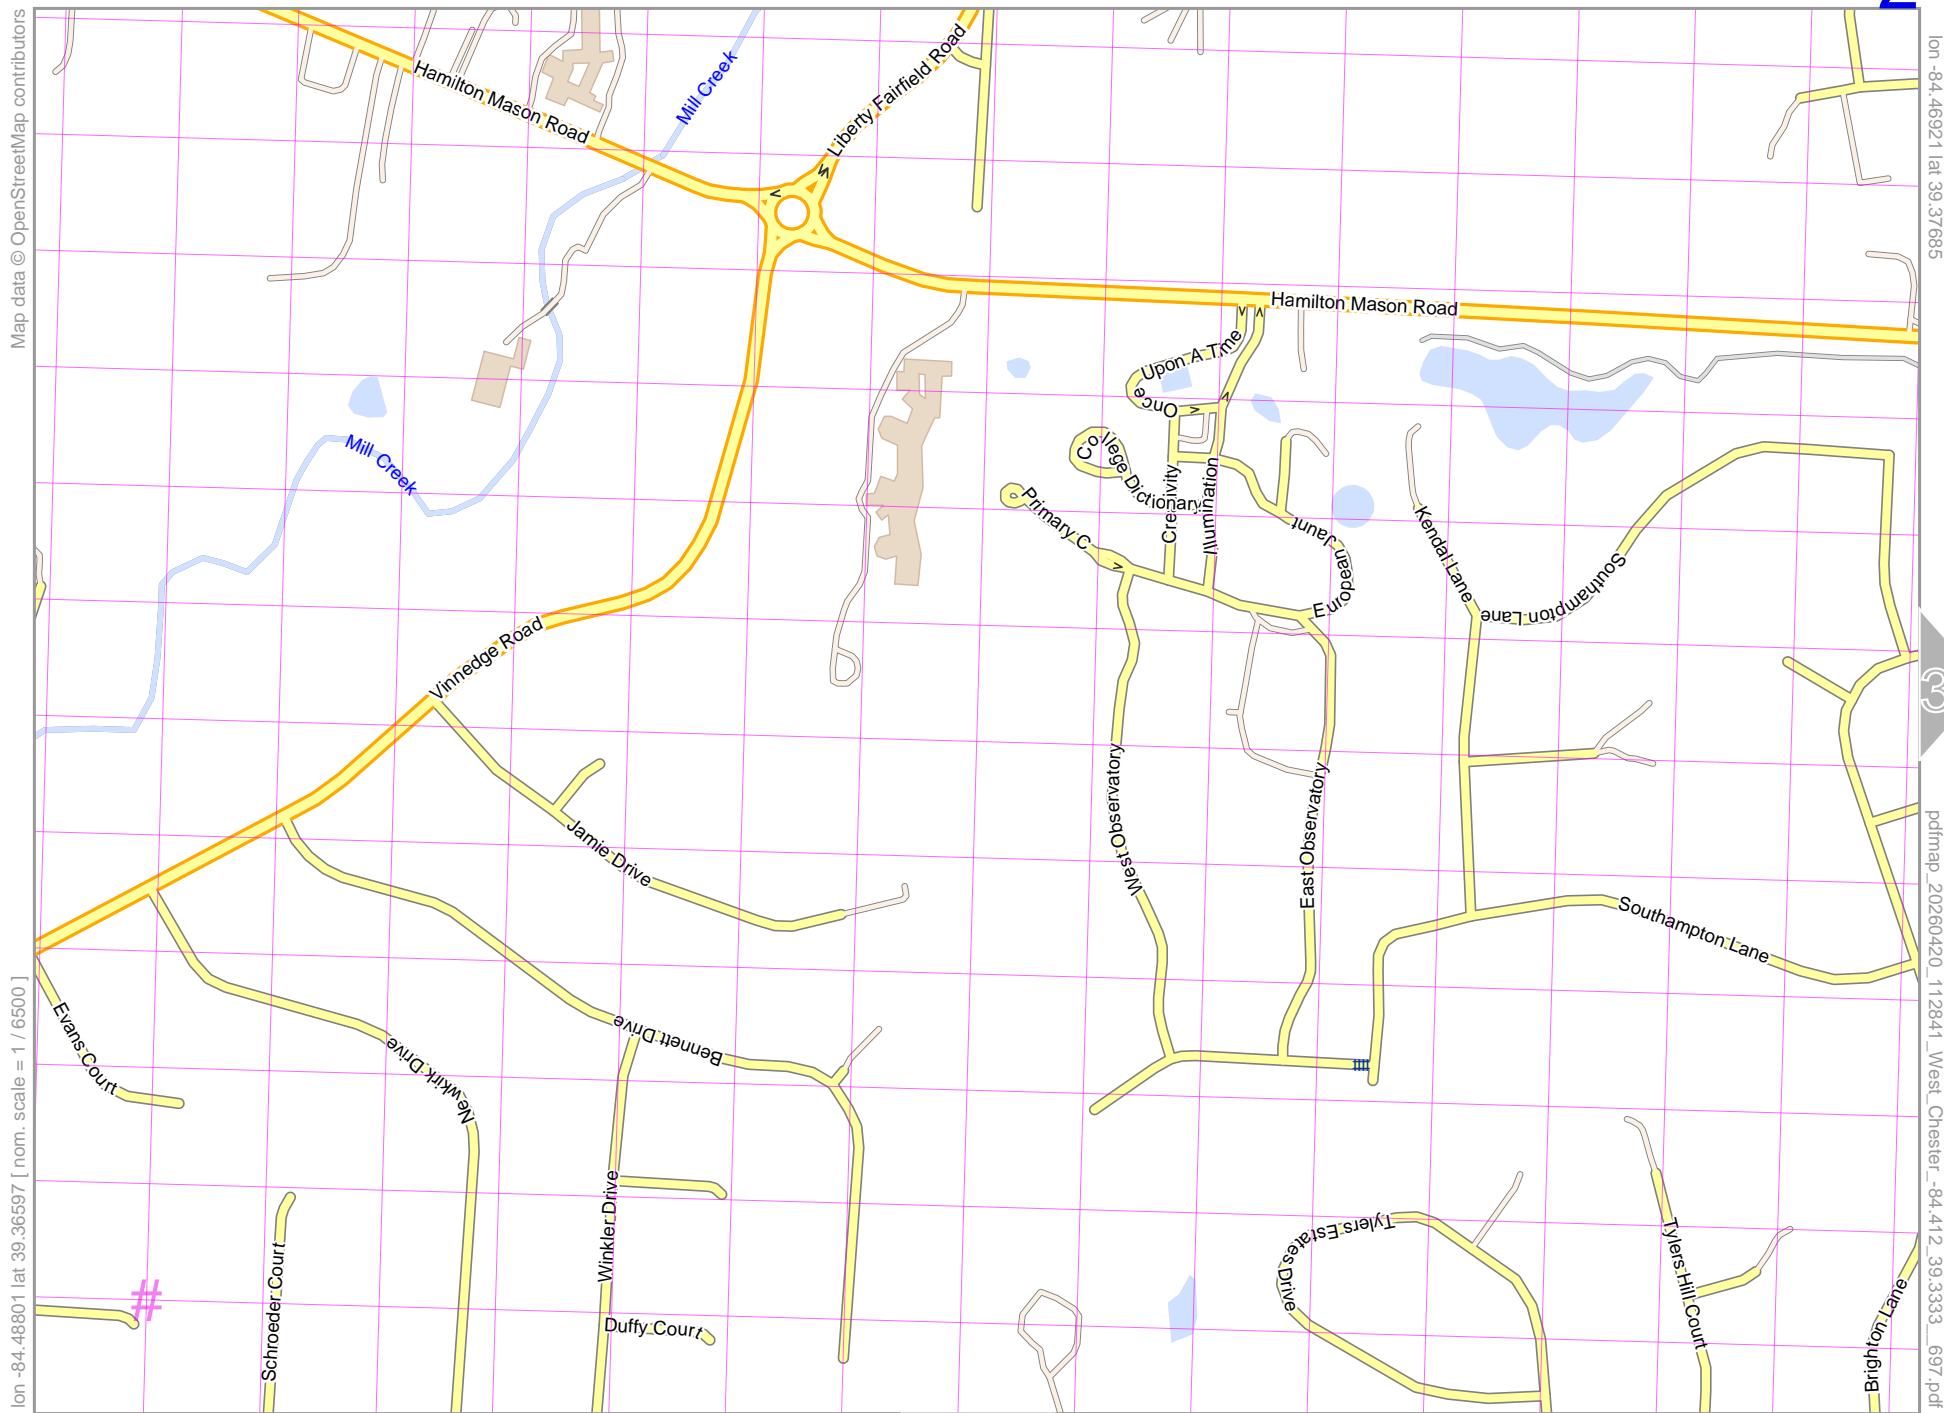 Map data © OpenStreetMap contributors
lon -84.48801 lat 39.36597 [ nom. scale = 1 / 6500 ]
lon -84.46921 lat 39.37685
pdfmap_20260420_112841_West_Chester_-84.412_39.3333__697.pdf
3
Hamilton Mason Road
Mill Creek
Liberty Fairfield Road
Hamilton Mason Road
Once Upon A Time
Mill Creek
College Dictionary
Primary C
Creativity
Illumination
European Jaunt
Kendal Lane
Southampton Lane
Vinnedge Road
West Observatory
East Observatory
Jamie Drive
Southampton Lane
Evans Court
Newkirk Drive
Bennett Drive
Winkler Drive
Schroeder Court
Duffy Court
Tylers Estates Drive
Tylers Hill Court
Brighton Lane
#